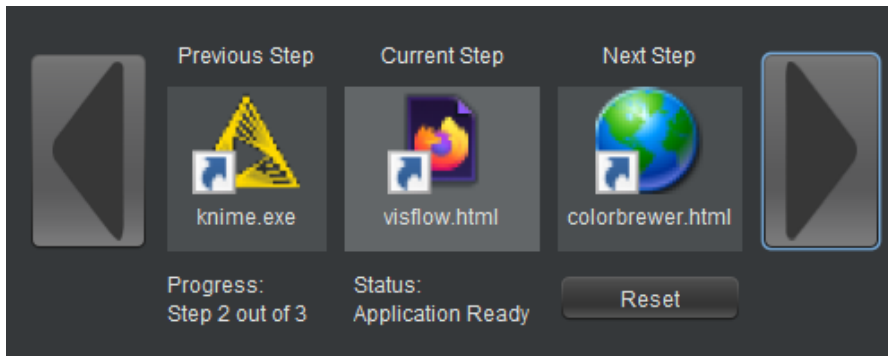 Previous Step
Current Step
Next Step
knime.exe
visflow.html
colorbrewer.html
Progress:
Step 2 out of 3
Status:
Application Ready
Reset